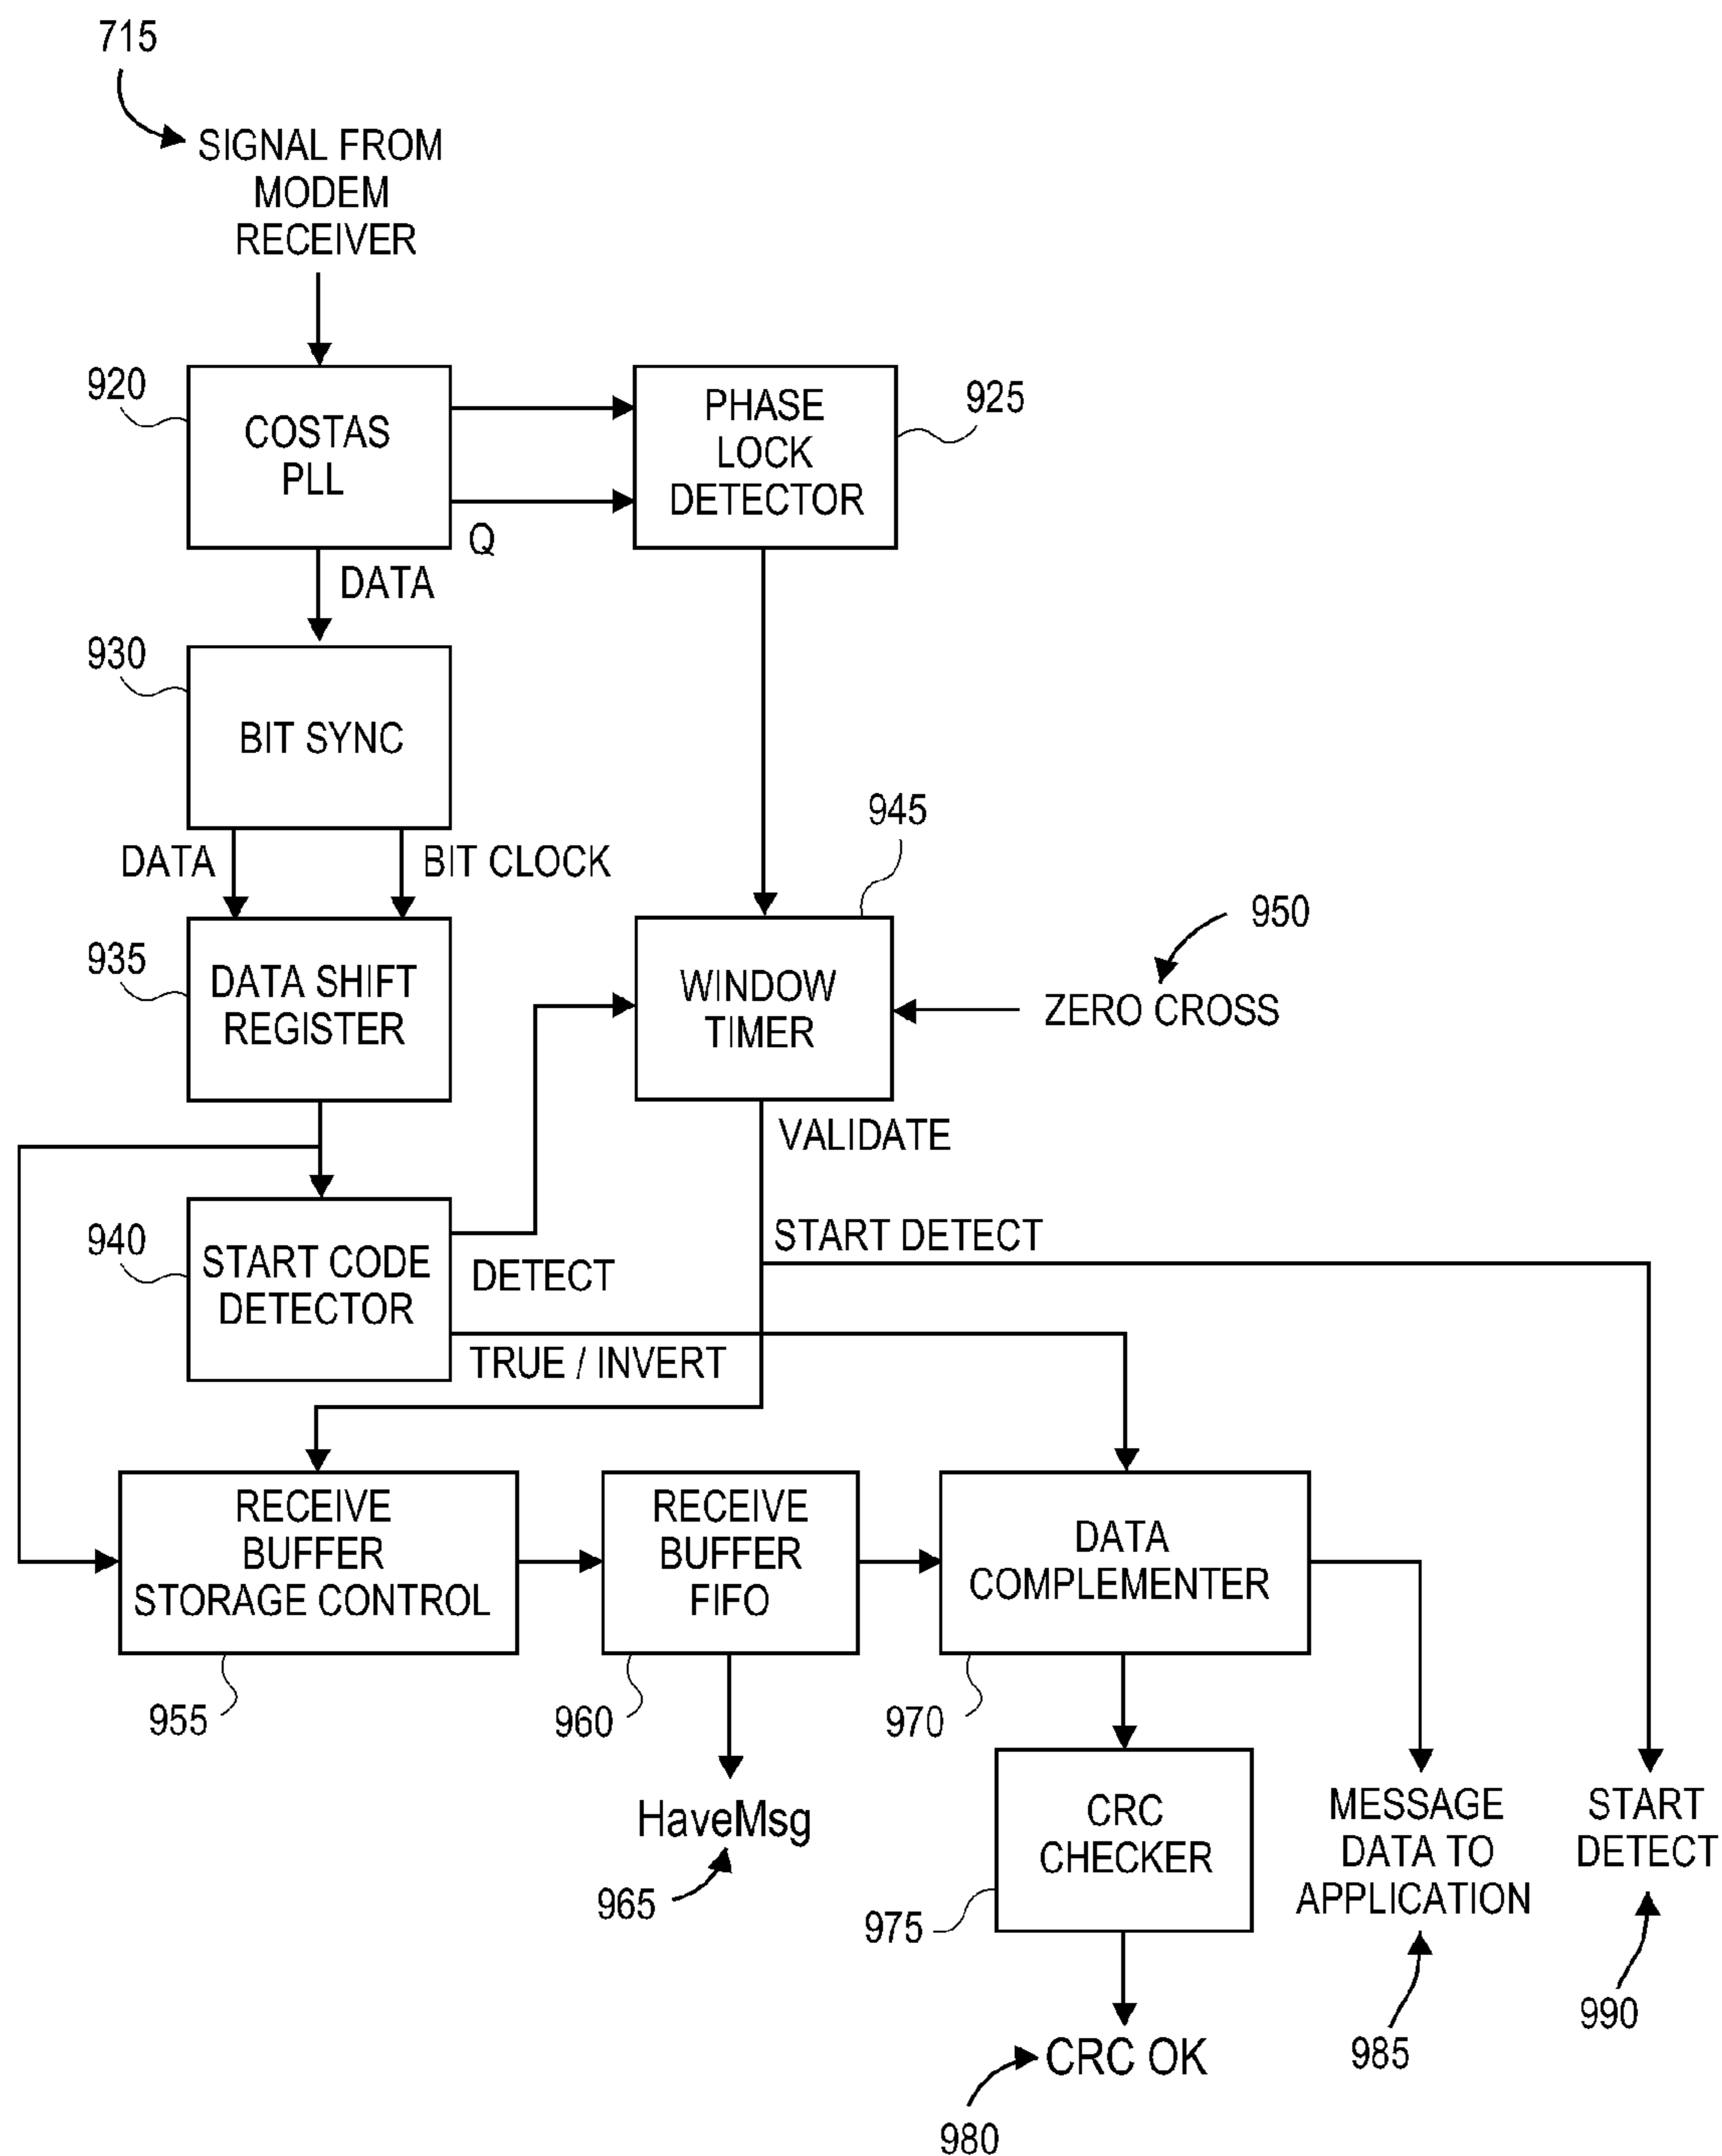 715
SIGNAL FROM
MODEM
RECEIVER
920
COSTAS
PLL
PHASE
LOCK
DETECTOR
925
Q
DATA
930
BIT SYNC
DATA
BIT CLOCK
945
950
935
DATA SHIFT
REGISTER
WINDOW
TIMER
ZERO CROSS
VALIDATE
940
START CODE
DETECTOR
DETECT
START DETECT
TRUE / INVERT
RECEIVE
BUFFER
STORAGE CONTROL
RECEIVE
BUFFER
FIFO
DATA
COMPLEMENTER
955
960
970
HaveMsg
965
CRC
CHECKER
975
MESSAGE
DATA TO
APPLICATION
START
DETECT
990
985
CRC OK
980